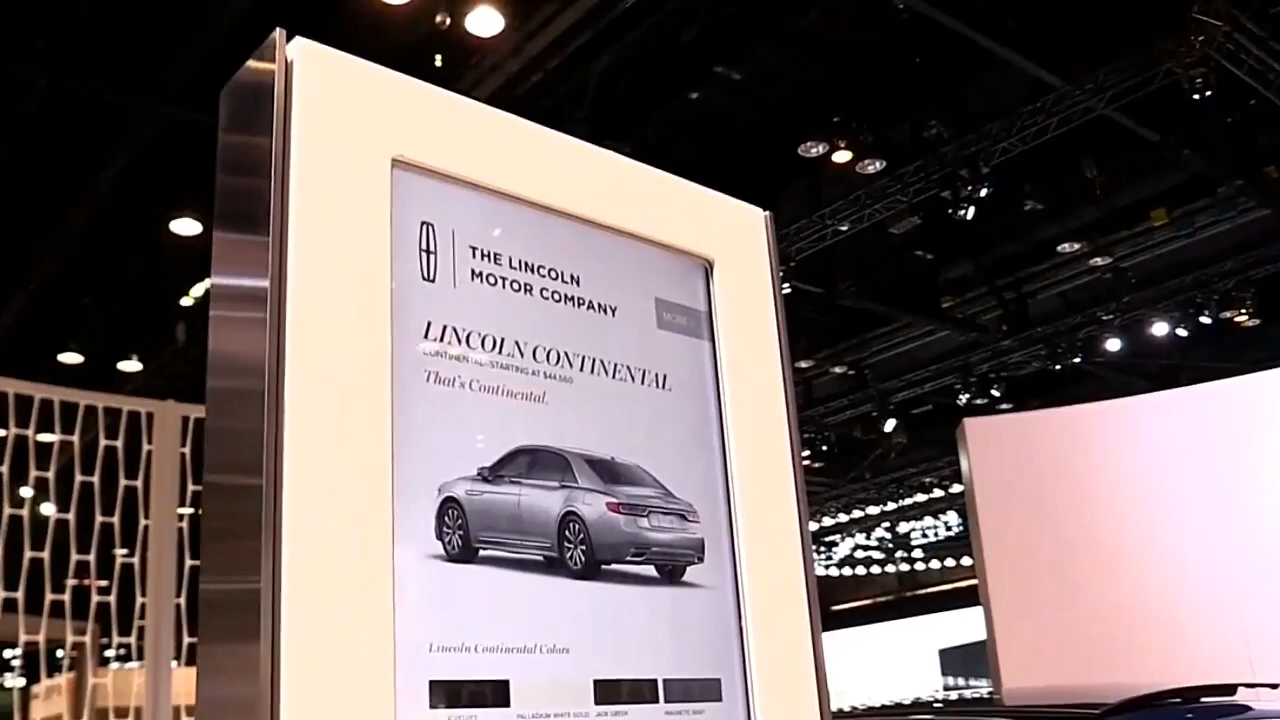 THE LINCOLN
MOTOR COMPANY
MORE
LINCOLN CONTINENTAL
CONTINENTAL-STARTING AT $44,560
That's Continental.
Lincoln Continental Colors
PALLADIUM WHITE GOLD JADE GREEN MAGNETIC GRAY